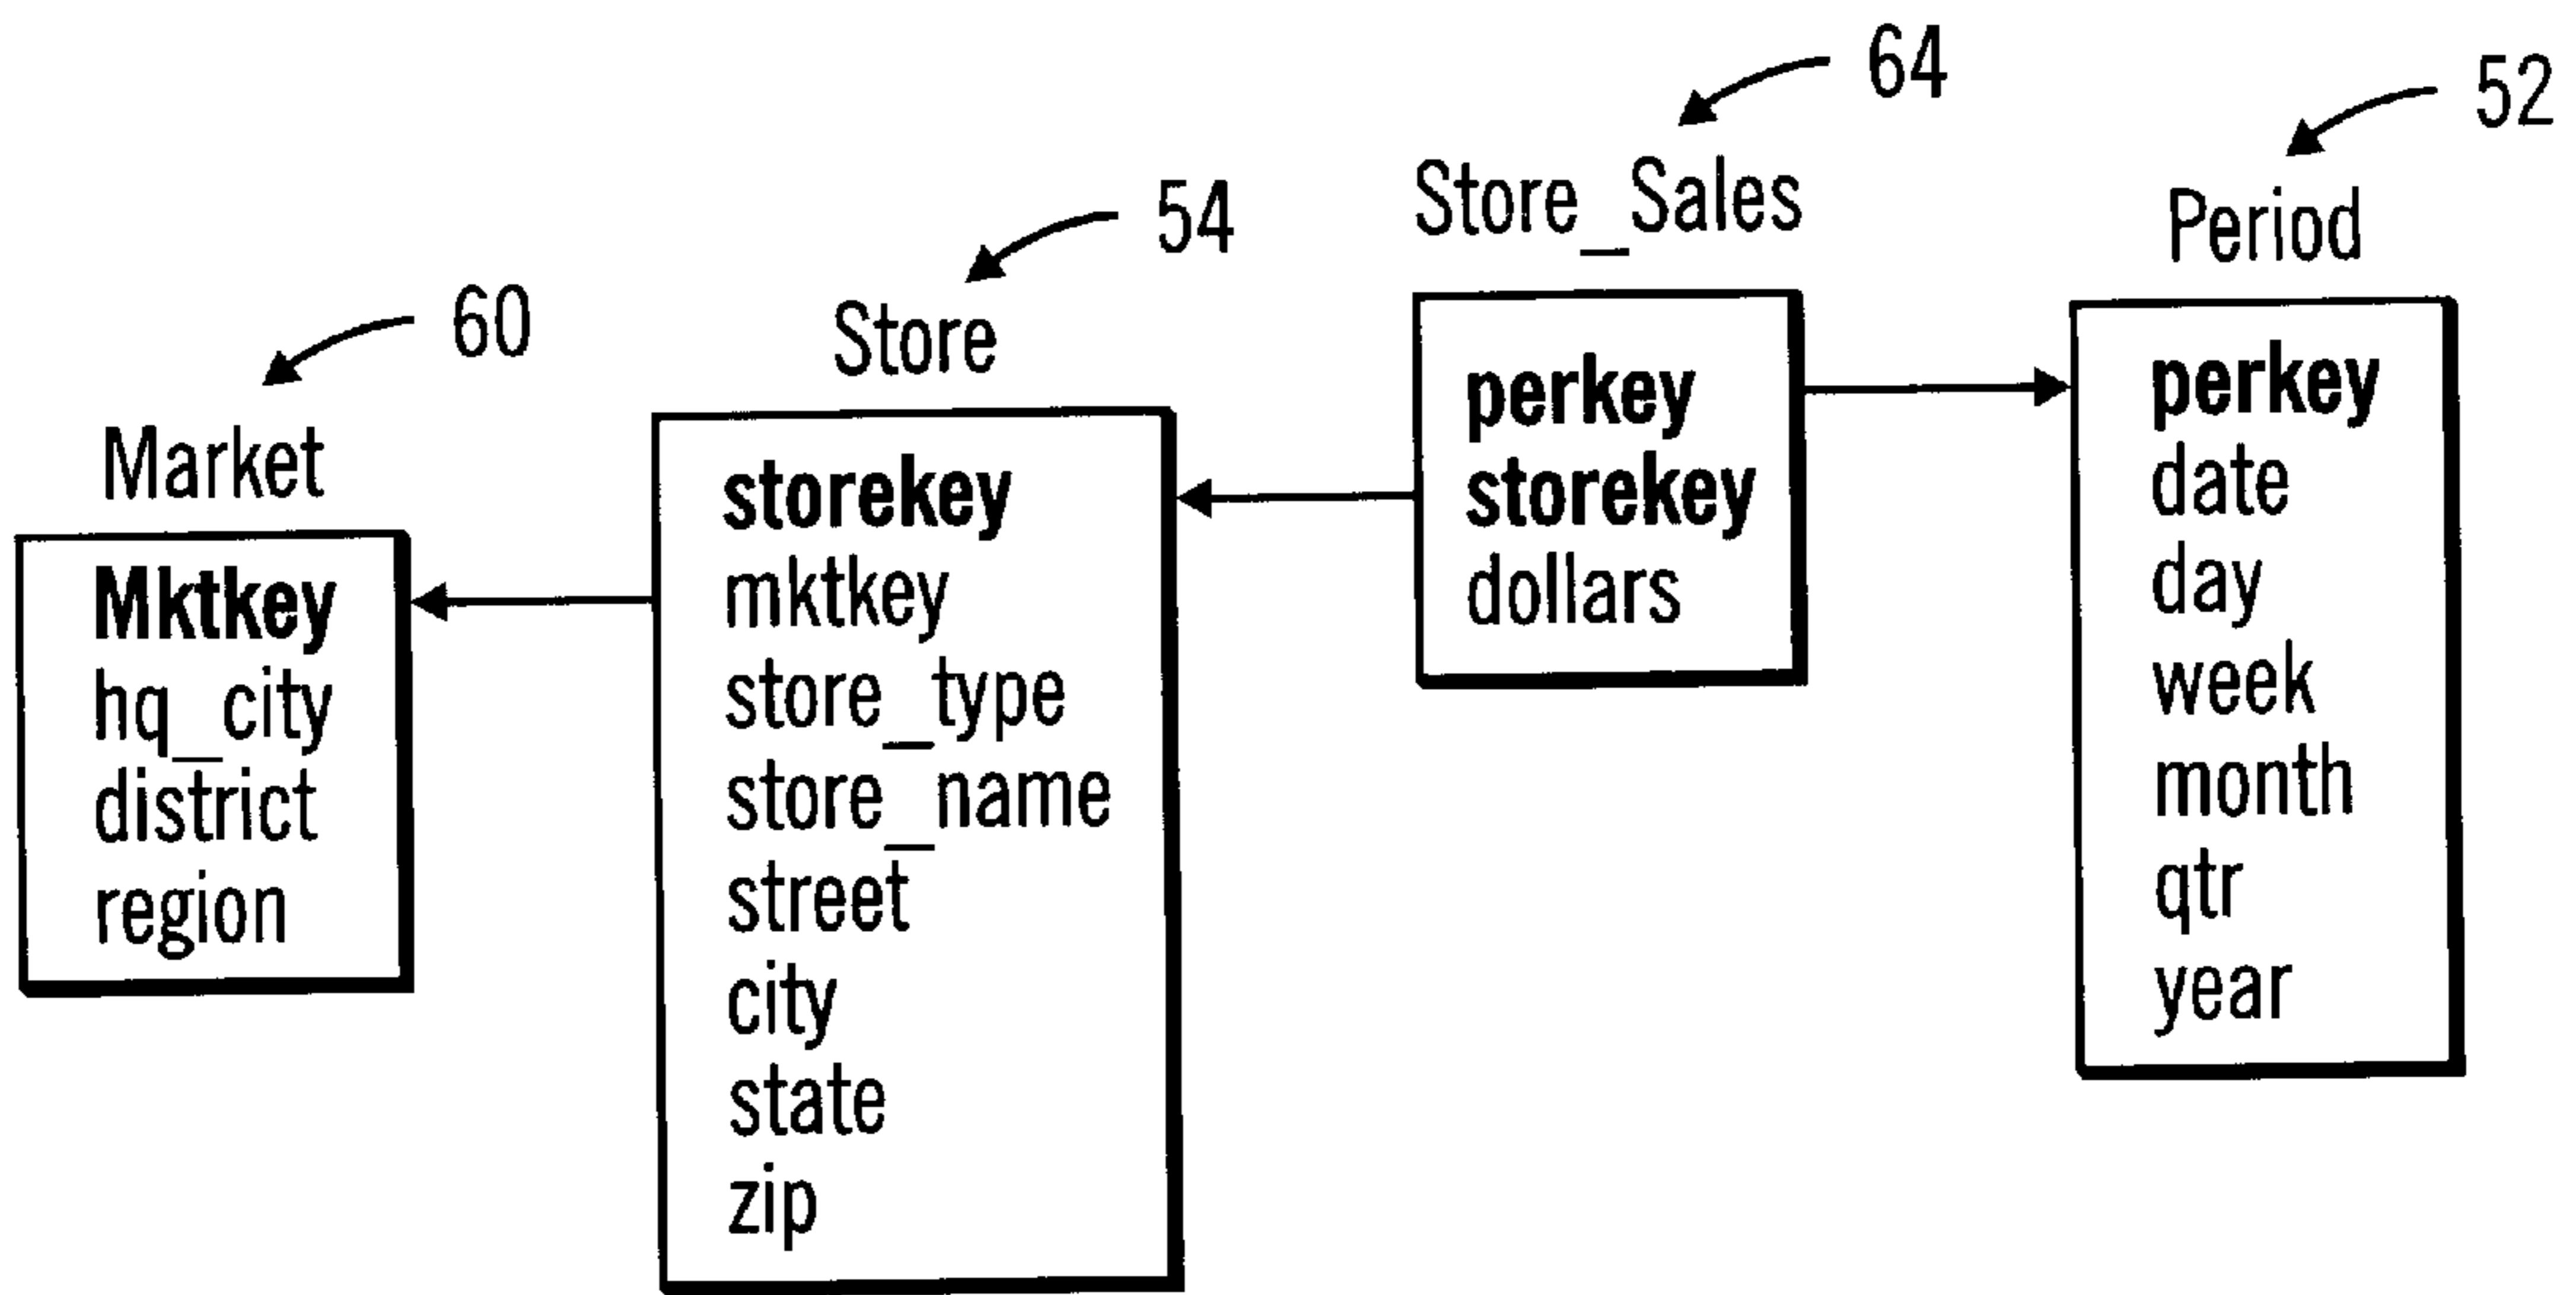 60
Market
Mktkey
hq_city
district
region
54
Store
storekey
mktkey
store_type
store_name
street
city
state
zip
64
Store_Sales
perkey
storekey
dollars
52
Period
perkey
date
day
week
month
qtr
year